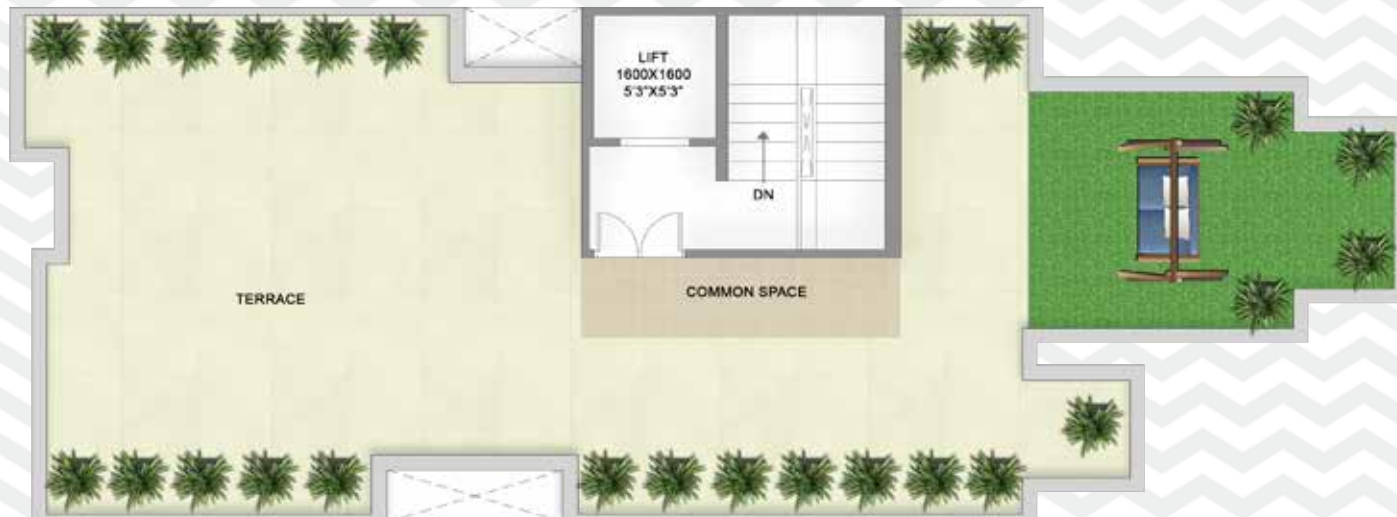 LIFT
1600X1600
5'3"X5'3"
DN
TERRACE
COMMON SPACE